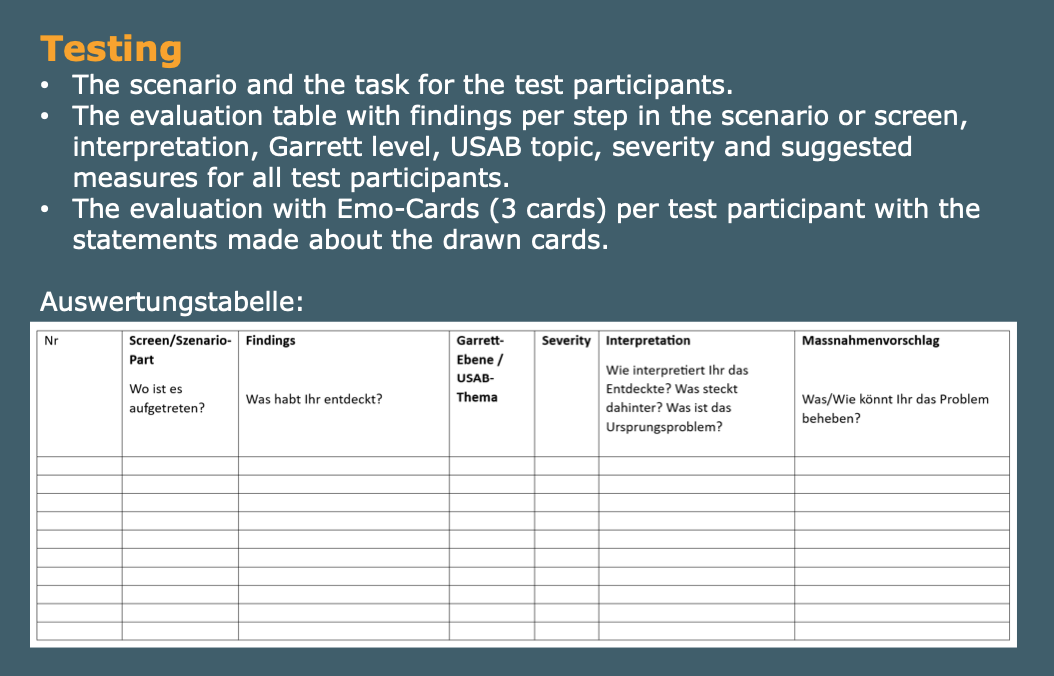 Testing
• The scenario and the task for the test participants.
• The evaluation table with findings per step in the scenario or screen,
interpretation, Garrett level, USAB topic, severity and suggested
measures for all test participants.
• The evaluation with Emo-Cards (3 cards) per test participant with the
statements made about the drawn cards.
Auswertungstabelle:
Nr
Screen/Szenario-
Part
Wo ist es
aufgetreten?
Findings
Was habt Ihr entdeckt?
Garrett-
Ebene /
USAB-
Thema
Severity
Interpretation
Wie interpretiert Ihr das
Entdeckte? Was steckt
dahinter? Was ist das
Ursprungsproblem?
Massnahmenvorschlag
Was/Wie könnt Ihr das Problem
beheben?